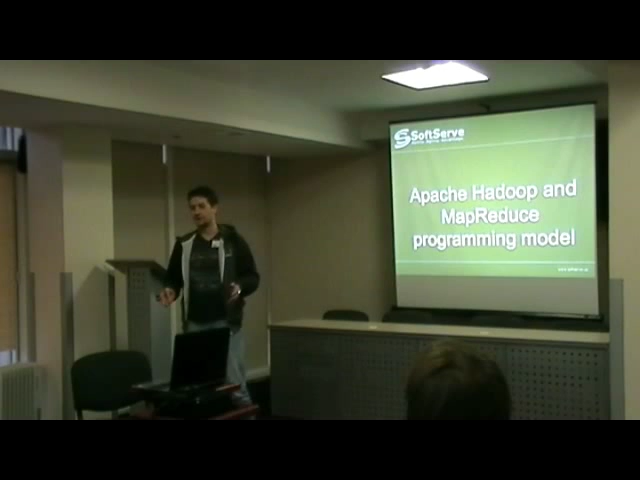 SoftServe
Apache Hadoop and
MapReduce
programming model